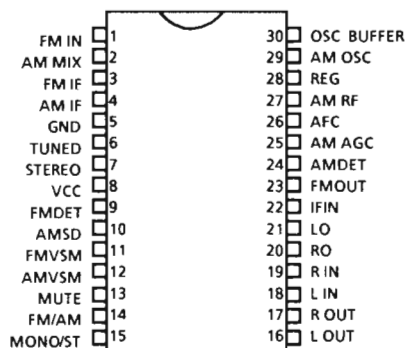 FM IN 1 30 OSC BUFFER
AM MIX 2 29 AM OSC
FM IF 3 28 REG
AM IF 4 27 AM RF
GND 5 26 AFC
TUNED 6 25 AM AGC
STEREO 7 24 AMDET
VCC 8 23 FMOUT
FMDET 9 22 IFIN
AMSD 10 21 LO
FMVSM 11 20 RO
AMVSM 12 19 R IN
MUTE 13 18 L IN
FM/AM 14 17 R OUT
MONO/ST 15 16 L OUT